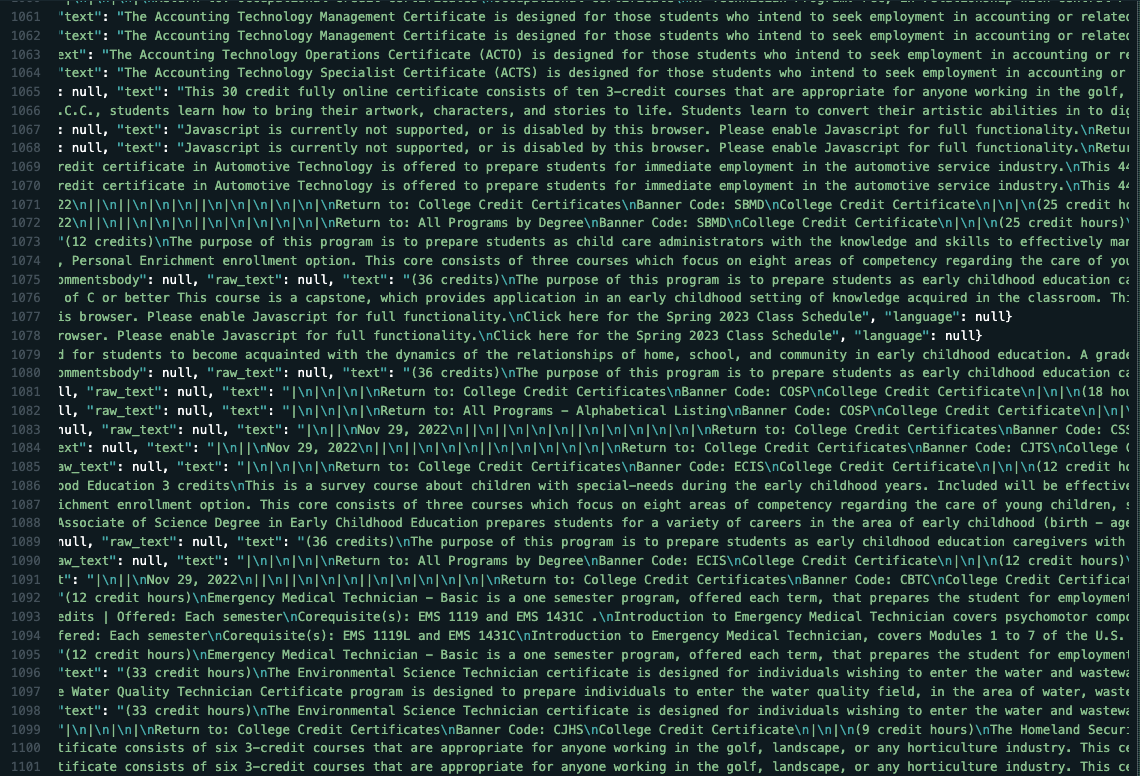 1061 "text": "The Accounting Technology Management Certificate is designed for those students who intend to seek employment in accounting or related
1062 "text": "The Accounting Technology Management Certificate is designed for those students who intend to seek employment in accounting or related
1063 ext": "The Accounting Technology Operations Certificate (ACTO) is designed for those students who intend to seek employment in accounting or re
1064 "text": "The Accounting Technology Specialist Certificate (ACTS) is designed for those students who intend to seek employment in accounting or
1065 : null, "text": "This 30 credit fully online certificate consists of ten 3-credit courses that are appropriate for anyone working in the golf,
1066 .C.C., students learn how to bring their artwork, characters, and stories to life. Students learn to convert their artistic abilities in to dig
1067 : null, "text": "Javascript is currently not supported, or is disabled by this browser. Please enable Javascript for full functionality.\nRetur
1068 : null, "text": "Javascript is currently not supported, or is disabled by this browser. Please enable Javascript for full functionality.\nRetur
1069 redit certificate in Automotive Technology is offered to prepare students for immediate employment in the automotive service industry.\nThis 44
1070 redit certificate in Automotive Technology is offered to prepare students for immediate employment in the automotive service industry.\nThis 44
1071 22\n||\n||\n|\n|\n||\n|\n|\n|\n|\n|\nReturn to: College Credit Certificates\nBanner Code: SBMD\nCollege Credit Certificate\n|\n|\n(25 credit ho
1072 22\n||\n||\n|\n|\n||\n|\n|\n|\n|\n|\nReturn to: All Programs by Degree\nBanner Code: SBMD\nCollege Credit Certificate\n|\n|\n(25 credit hours)\
1073 "(12 credits)\nThe purpose of this program is to prepare students as child care administrators with the knowledge and skills to effectively man
1074 , Personal Enrichment enrollment option. This core consists of three courses which focus on eight areas of competency regarding the care of you
1075 ommentsbody": null, "raw_text": null, "text": "(36 credits)\nThe purpose of this program is to prepare students as early childhood education ca
1076 of C or better This course is a capstone, which provides application in an early childhood setting of knowledge acquired in the classroom. Thi
1077 is browser. Please enable Javascript for full functionality.\nClick here for the Spring 2023 Class Schedule", "language": null}
1078 rowser. Please enable Javascript for full functionality.\nClick here for the Spring 2023 Class Schedule", "language": null}
1079 d for students to become acquainted with the dynamics of the relationships of home, school, and community in early childhood education. A grade
1080 ommentsbody": null, "raw_text": null, "text": "(36 credits)\nThe purpose of this program is to prepare students as early childhood education ca
1081 ll, "raw_text": null, "text": "|\n|\n|\n|\nReturn to: College Credit Certificates\nBanner Code: COSP\nCollege Credit Certificate\n|\n|\n(18 hou
1082 ll, "raw_text": null, "text": "|\n|\n|\n|\nReturn to: All Programs – Alphabetical Listing\nBanner Code: COSP\nCollege Credit Certificate\n|\n|\
1083 null, "raw_text": null, "text": "|\n||\nNov 29, 2022\n||\n||\n|\n|\n||\n|\n|\n|\n|\n|\nReturn to: College Credit Certificates\nBanner Code: CSS
1084 ext": null, "text": "|\n||\nNov 29, 2022\n||\n||\n|\n|\n||\n|\n|\n|\n|\n|\nReturn to: College Credit Certificates\nBanner Code: CJTS\nCollege C
1085 aw_text": null, "text": "|\n|\n|\n|\nReturn to: College Credit Certificates\nBanner Code: ECIS\nCollege Credit Certificate\n|\n|\n(12 credit ho
1086 ood Education 3 credits\nThis is a survey course about children with special-needs during the early childhood years. Included will be effective
1087 ichment enrollment option. This core consists of three courses which focus on eight areas of competency regarding the care of young children, s
1088 Associate of Science Degree in Early Childhood Education prepares students for a variety of careers in the area of early childhood (birth – age
1089 null, "raw_text": null, "text": "(36 credits)\nThe purpose of this program is to prepare students as early childhood education caregivers with
1090 aw_text": null, "text": "|\n|\n|\n|\nReturn to: All Programs by Degree\nBanner Code: ECIS\nCollege Credit Certificate\n|\n|\n(12 credit hours)\
1091 t": "|\n||\nNov 29, 2022\n||\n||\n|\n|\n||\n|\n|\n|\n|\n|\nReturn to: College Credit Certificates\nBanner Code: CBTC\nCollege Credit Certificat
1092 "(12 credit hours)\nEmergency Medical Technician - Basic is a one semester program, offered each term, that prepares the student for employment
1093 edits | Offered: Each semester\nCorequisite(s): EMS 1119 and EMS 1431C .\nIntroduction to Emergency Medical Technician covers psychomotor compo
1094 fered: Each semester\nCorequisite(s): EMS 1119L and EMS 1431C\nIntroduction to Emergency Medical Technician, covers Modules 1 to 7 of the U.S.
1095 "(12 credit hours)\nEmergency Medical Technician - Basic is a one semester program, offered each term, that prepares the student for employment
1096 "text": "(33 credit hours)\nThe Environmental Science Technician certificate is designed for individuals wishing to enter the water and wastewa
1097 e Water Quality Technician Certificate program is designed to prepare individuals to enter the water quality field, in the area of water, waste
1098 "text": "(33 credit hours)\nThe Environmental Science Technician certificate is designed for individuals wishing to enter the water and wastewa
1099 "|\n|\n|\n|\nReturn to: College Credit Certificates\nBanner Code: CJHS\nCollege Credit Certificate\n|\n|\n(9 credit hours)\nThe Homeland Securi
1100 tificate consists of six 3-credit courses that are appropriate for anyone working in the golf, landscape, or any horticulture industry. This ce
1101 tificate consists of six 3-credit courses that are appropriate for anyone working in the golf, landscape, or any horticulture industry. This ce